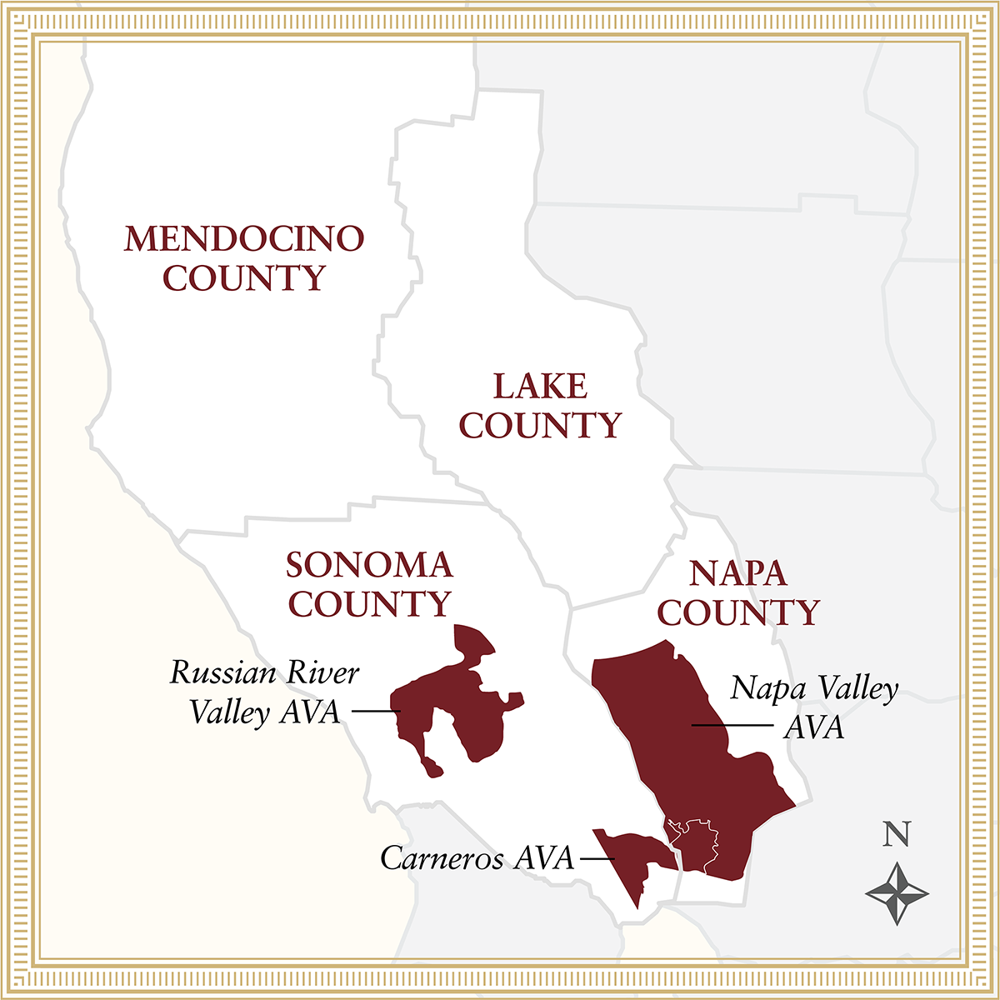 MENDOCINO
COUNTY
LAKE
COUNTY
SONOMA
COUNTY
NAPA
COUNTY
Russian River
Valley AVA
Napa Valley
AVA
Carneros AVA
N